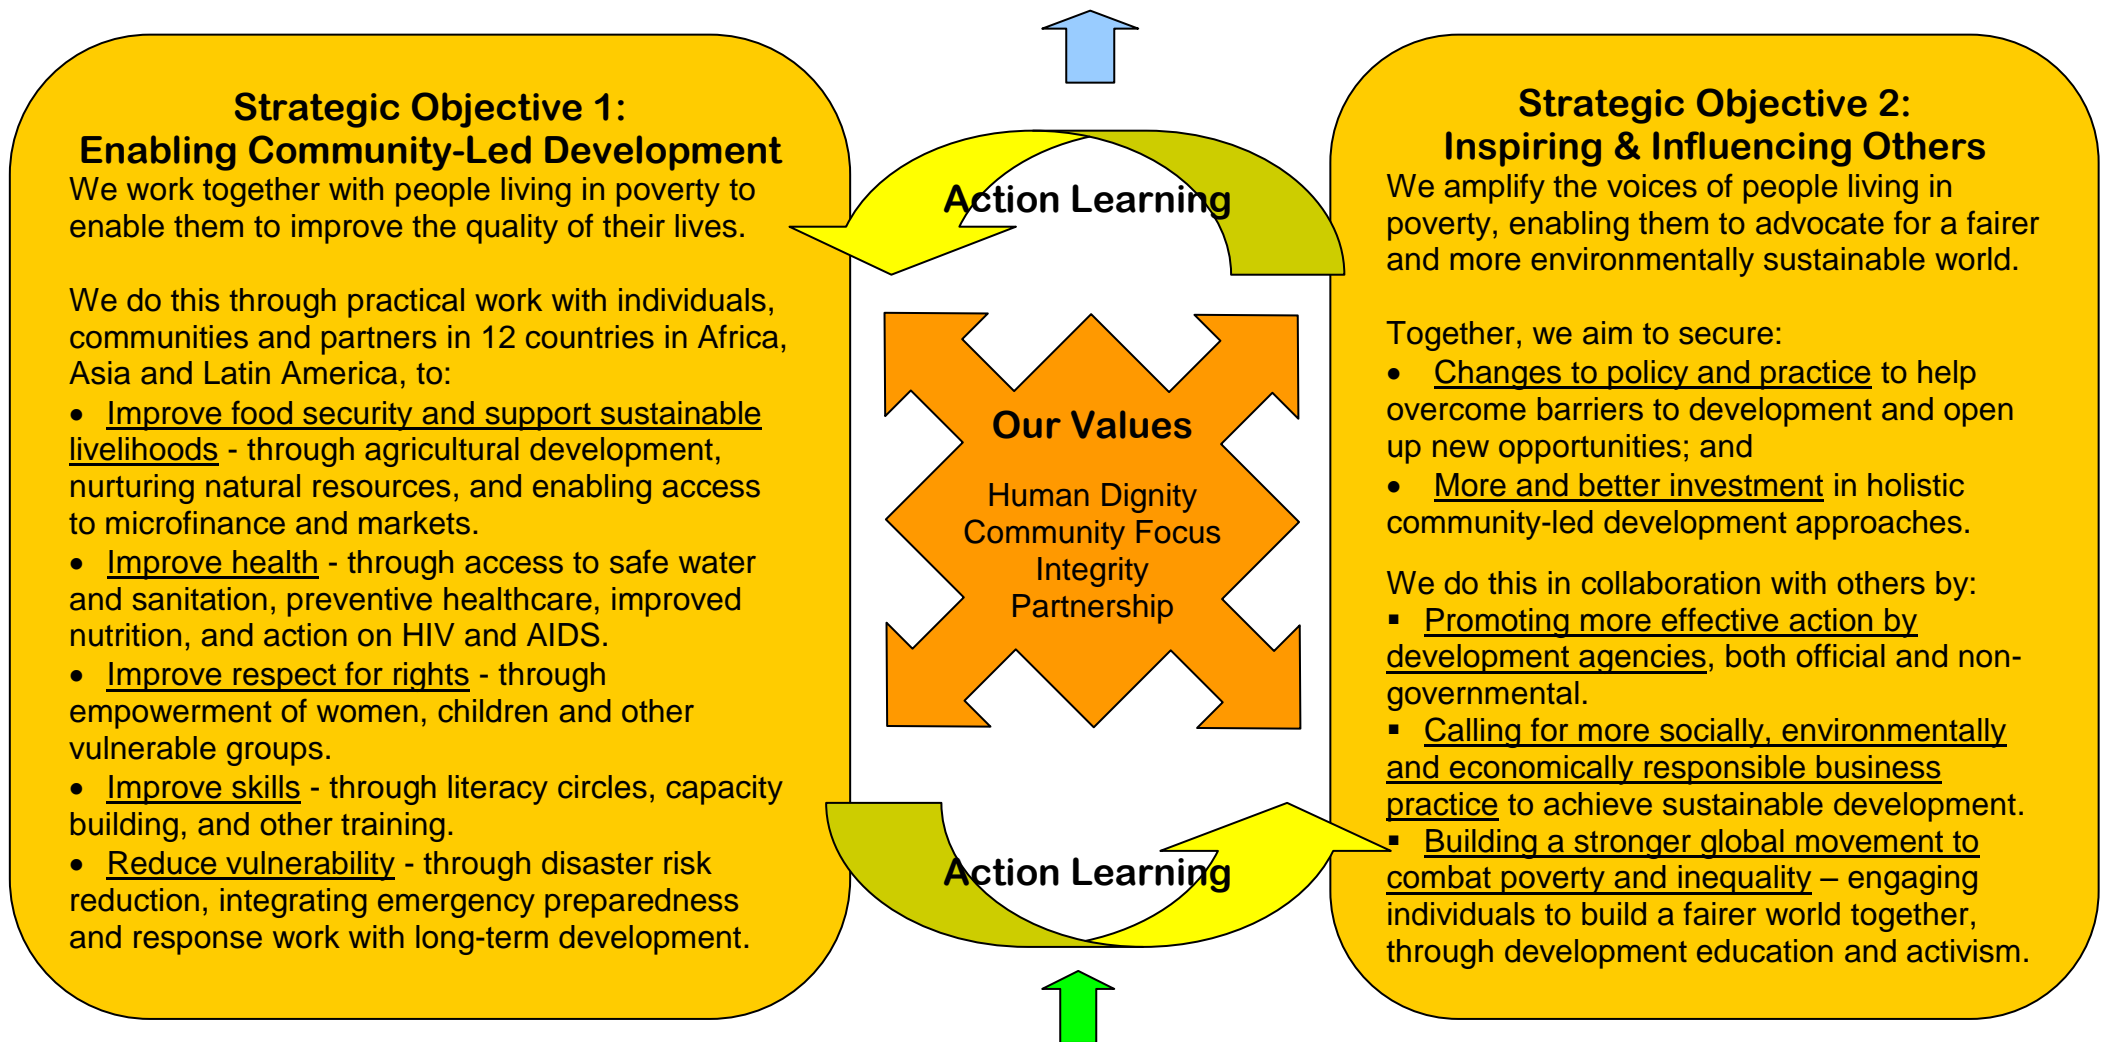 Strategic Objective 1:
Enabling Community-Led Development
We work together with people living in poverty to
enable them to improve the quality of their lives.
We do this through practical work with individuals,
communities and partners in 12 countries in Africa,
Asia and Latin America, to:
• Improve food security and support sustainable
livelihoods - through agricultural development,
nurturing natural resources, and enabling access
to microfinance and markets.
• Improve health - through access to safe water
and sanitation, preventive healthcare, improved
nutrition, and action on HIV and AIDS.
• Improve respect for rights - through
empowerment of women, children and other
vulnerable groups.
• Improve skills - through literacy circles, capacity
building, and other training.
• Reduce vulnerability - through disaster risk
reduction, integrating emergency preparedness
and response work with long-term development.
Action Learning
Our Values
Human Dignity
Community Focus
Integrity
Partnership
Action Learning
Strategic Objective 2:
Inspiring & Influencing Others
We amplify the voices of people living in
poverty, enabling them to advocate for a fairer
and more environmentally sustainable world.
Together, we aim to secure:
• Changes to policy and practice to help
overcome barriers to development and open
up new opportunities; and
• More and better investment in holistic
community-led development approaches.
We do this in collaboration with others by:
▪ Promoting more effective action by
development agencies, both official and non-
governmental.
▪ Calling for more socially, environmentally
and economically responsible business
practice to achieve sustainable development.
▪ Building a stronger global movement to
combat poverty and inequality – engaging
individuals to build a fairer world together,
through development education and activism.